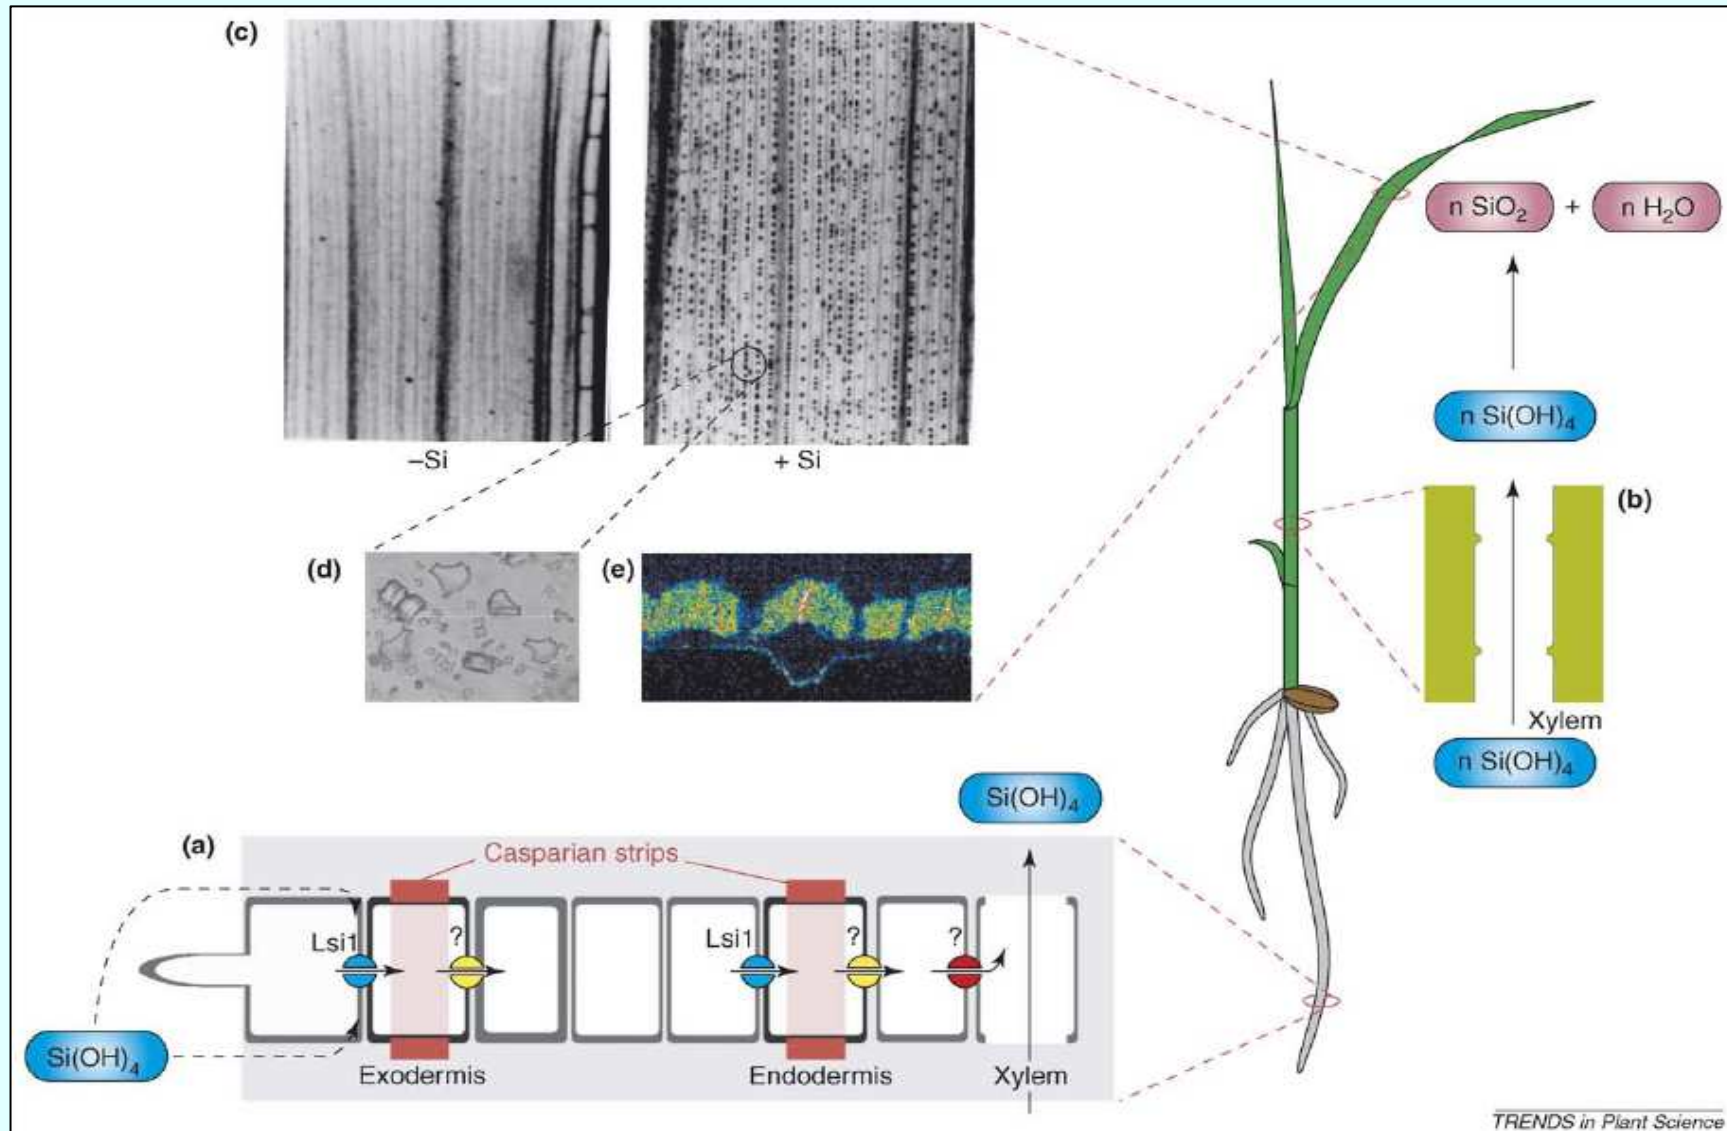 (c)
–Si
+ Si
n SiO₂ + n H₂O
n Si(OH)₄
(b)
Xylem
n Si(OH)₄
(d)
(e)
Si(OH)₄
(a)
Casparian strips
Lsi1
?
Lsi1
?
?
Si(OH)₄
Exodermis
Endodermis
Xylem
TRENDS in Plant Science